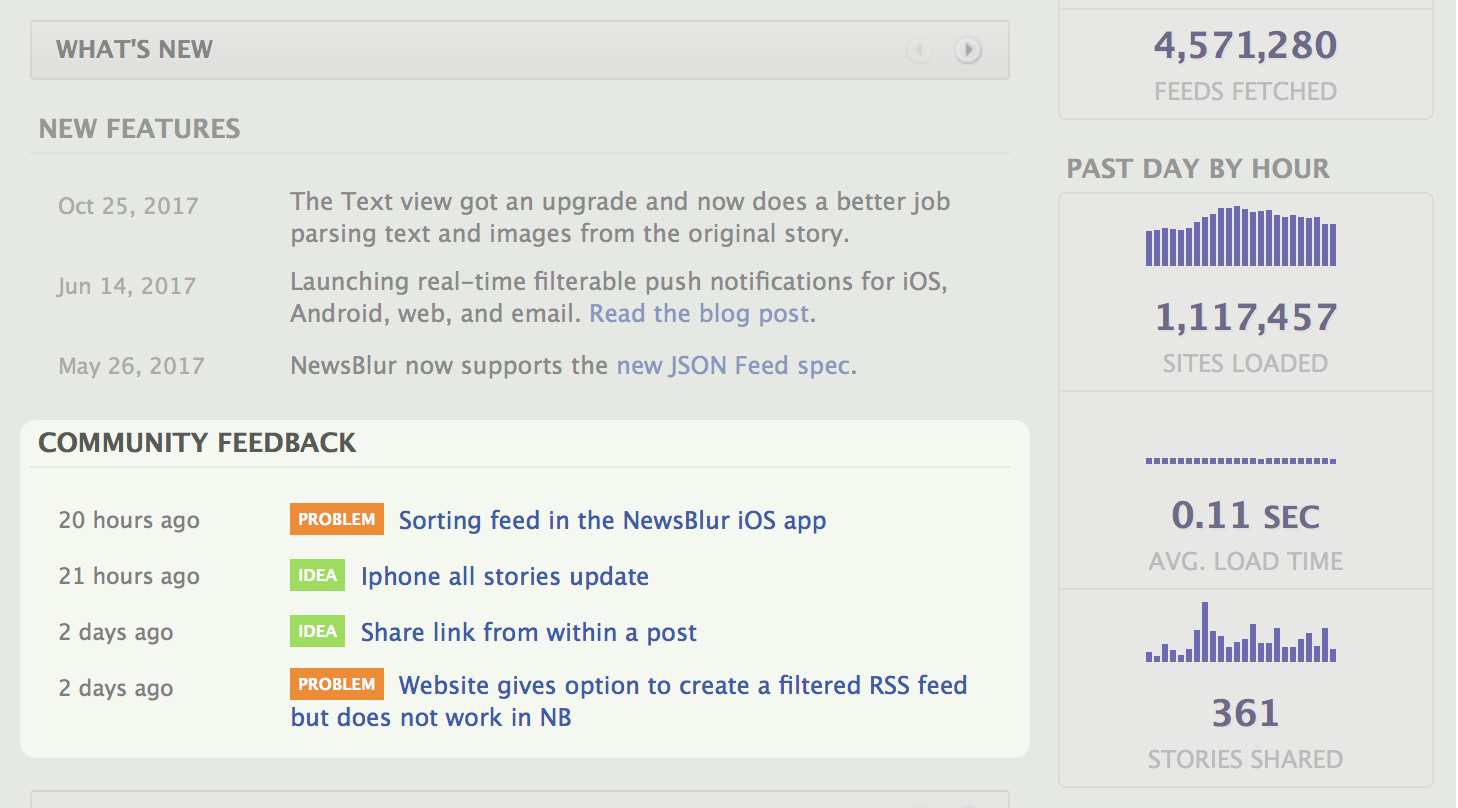 WHAT'S NEW
NEW FEATURES
Oct 25, 2017
The Text view got an upgrade and now does a better job
parsing text and images from the original story.
Jun 14, 2017
Launching real-time filterable push notifications for iOS,
Android, web, and email. Read the blog post.
May 26, 2017
NewsBlur now supports the new JSON Feed spec.
COMMUNITY FEEDBACK
20 hours ago
PROBLEM Sorting feed in the NewsBlur iOS app
21 hours ago
IDEA Iphone all stories update
2 days ago
IDEA Share link from within a post
2 days ago
PROBLEM Website gives option to create a filtered RSS feed
but does not work in NB
4,571,280
FEEDS FETCHED
PAST DAY BY HOUR
1,117,457
SITES LOADED
0.11 SEC
AVG. LOAD TIME
361
STORIES SHARED